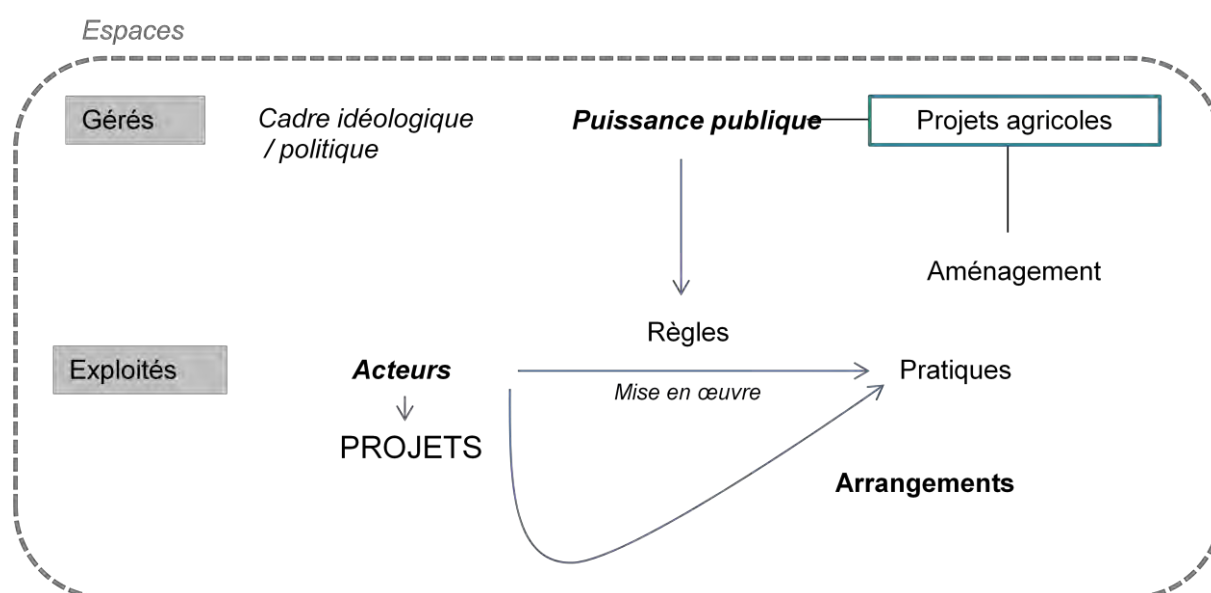 Espaces
Gérés
Cadre idéologique
/ politique
Puissance publique
Projets agricoles
Aménagement
Règles
Exploités
Acteurs
Mise en œuvre
Pratiques
PROJETS
Arrangements